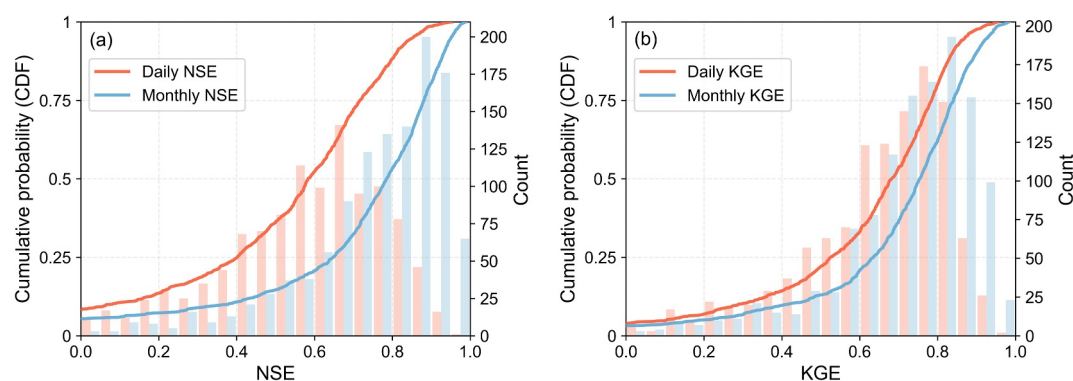 (a)
Daily NSE
Monthly NSE
Cumulative probability (CDF)
1
0.75
0.5
0.25
0
200
175
150
125
100
75
50
25
0
Count
0.0 0.2 0.4 0.6 0.8 1.0
NSE
(b)
Daily KGE
Monthly KGE
Cumulative probability (CDF)
1
0.75
0.5
0.25
0
200
175
150
125
100
75
50
25
0
Count
0.0 0.2 0.4 0.6 0.8 1.0
KGE